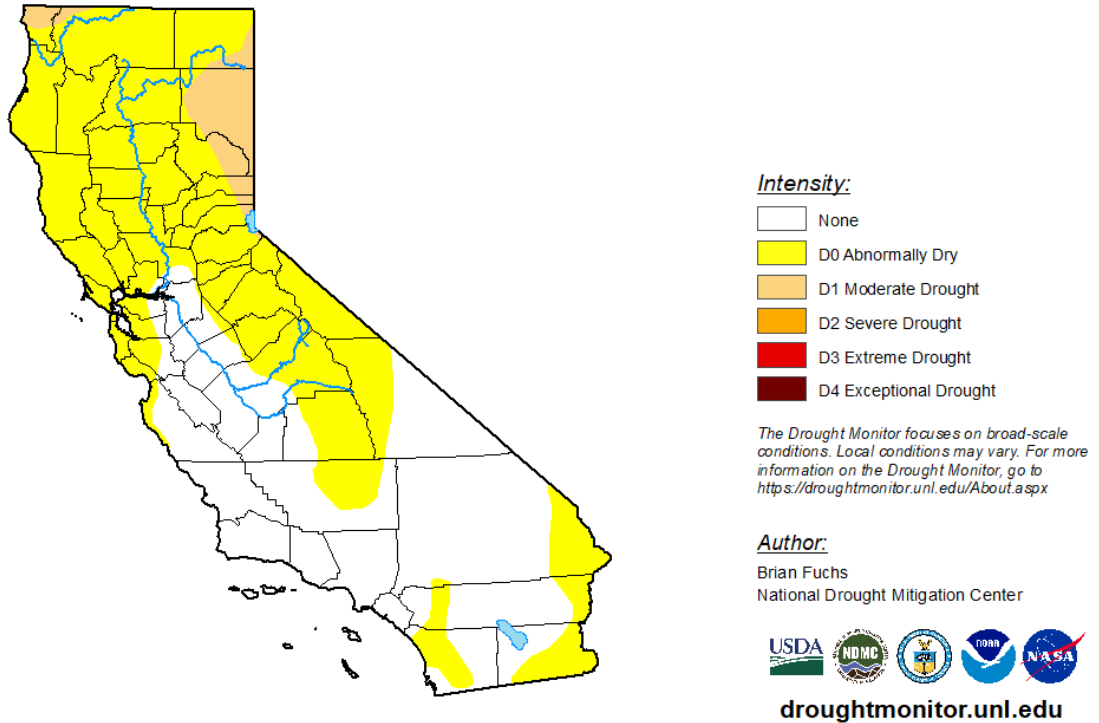 Intensity:
None
D0 Abnormally Dry
D1 Moderate Drought
D2 Severe Drought
D3 Extreme Drought
D4 Exceptional Drought
The Drought Monitor focuses on broad-scale
conditions. Local conditions may vary. For more
information on the Drought Monitor, go to
https://droughtmonitor.unl.edu/About.aspx
Author:
Brian Fuchs
National Drought Mitigation Center
USDA
NDMC
noaa
NASA
droughtmonitor.unl.edu